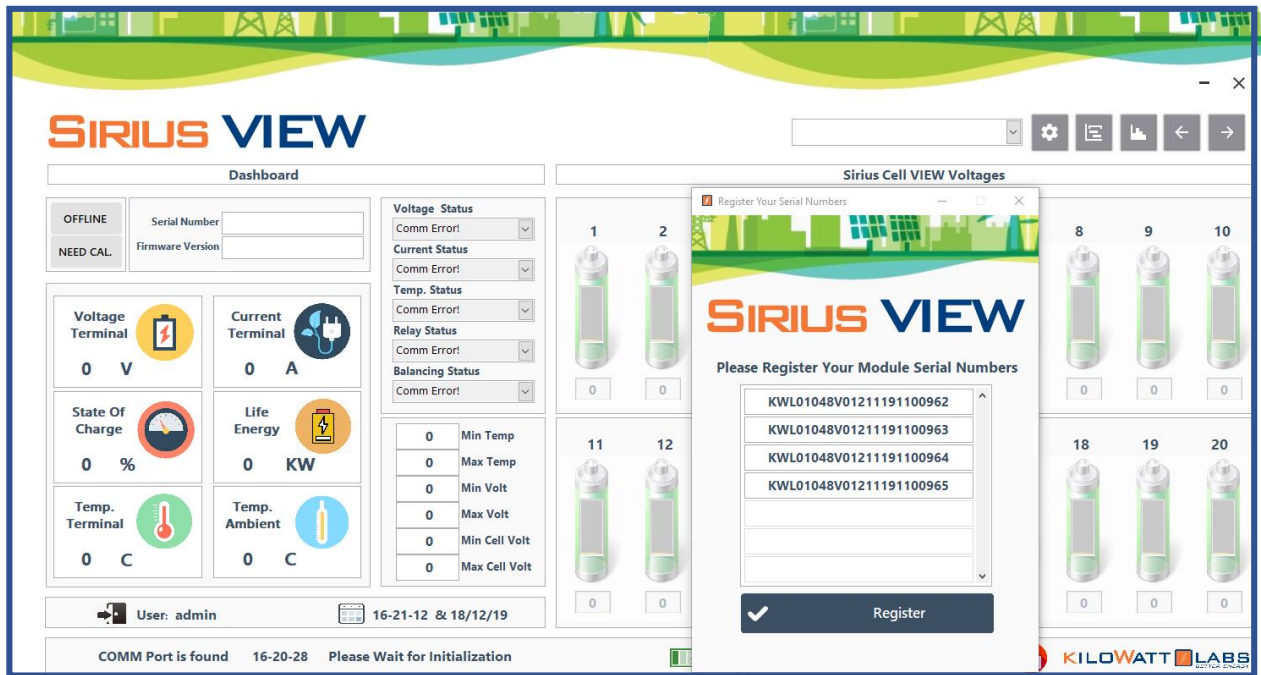 SIRIUS VIEW
Dashboard
Sirius Cell VIEW Voltages
OFFLINE
NEED CAL.
Serial Number
Firmware Version
Voltage Terminal
0 V
Current Terminal
0 A
State Of Charge
0 %
Life Energy
0 KW
Temp. Terminal
0 C
Temp. Ambient
0 C
Voltage Status
Comm Error!
Current Status
Comm Error!
Temp. Status
Comm Error!
Relay Status
Comm Error!
Balancing Status
Comm Error!
0 Min Temp
0 Max Temp
0 Min Volt
0 Max Volt
0 Min Cell Volt
0 Max Cell Volt
1 2 8 9 10
0 0 0 0 0
11 12 18 19 20
0 0 0 0 0
Register Your Serial Numbers
SIRIUS VIEW
Please Register Your Module Serial Numbers
KWL01048V01211191100962
KWL01048V01211191100963
KWL01048V01211191100964
KWL01048V01211191100965
Register
User: admin
16-21-12 & 18/12/19
COMM Port is found 16-20-28 Please Wait for Initialization
KILOWATT LABS
BETTER ENERGY